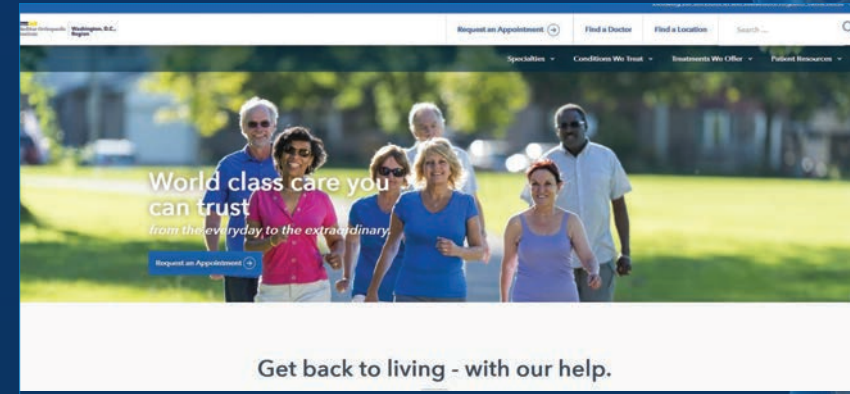 Orthopaedic
Washington, D.C.,
Region
Request an Appointment
Find a Doctor
Find a Location
Search ...
Specialties
Conditions We Treat
Treatments We Offer
Patient Resources
World class care you
can trust
from the everyday to the extraordinary.
Request an Appointment
Get back to living - with our help.